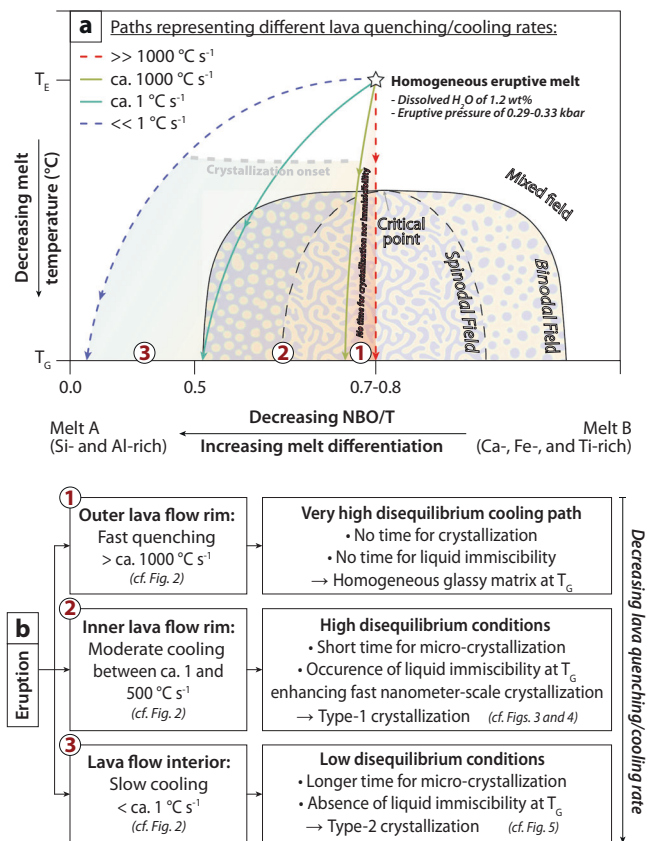 a Paths representing different lava quenching/cooling rates:
>> 1000 °C s-1
ca. 1000 °C s-1
ca. 1 °C s-1
<< 1 °C s-1
TE
Homogeneous eruptive melt
- Dissolved H2O of 1.2 wt%
- Eruptive pressure of 0.29-0.33 kbar
Decreasing melt
temperature (°C)
Crystallization onset
No time for crystallization nor immiscibility
Critical
point
Mixed field
Spinodal Field
Binodal Field
TG
3
2
1
0.0
0.5
0.7-0.8
Decreasing NBO/T
Increasing melt differentiation
Melt A
(Si- and Al-rich)
Melt B
(Ca-, Fe-, and Ti-rich)
b
Eruption
1
Outer lava flow rim:
Fast quenching
> ca. 1000 °C s-1
(cf. Fig. 2)
Very high disequilibrium cooling path
• No time for crystallization
• No time for liquid immiscibility
→ Homogeneous glassy matrix at TG
2
Inner lava flow rim:
Moderate cooling
between ca. 1 and
500 °C s-1
(cf. Fig. 2)
High disequilibrium conditions
• Short time for micro-crystallization
• Occurence of liquid immiscibility at TG
enhancing fast nanometer-scale crystallization
→ Type-1 crystallization (cf. Figs. 3 and 4)
3
Lava flow interior:
Slow cooling
< ca. 1 °C s-1
(cf. Fig. 2)
Low disequilibrium conditions
• Longer time for micro-crystallization
• Absence of liquid immiscibility at TG
→ Type-2 crystallization (cf. Fig. 5)
Decreasing lava quenching/cooling rate